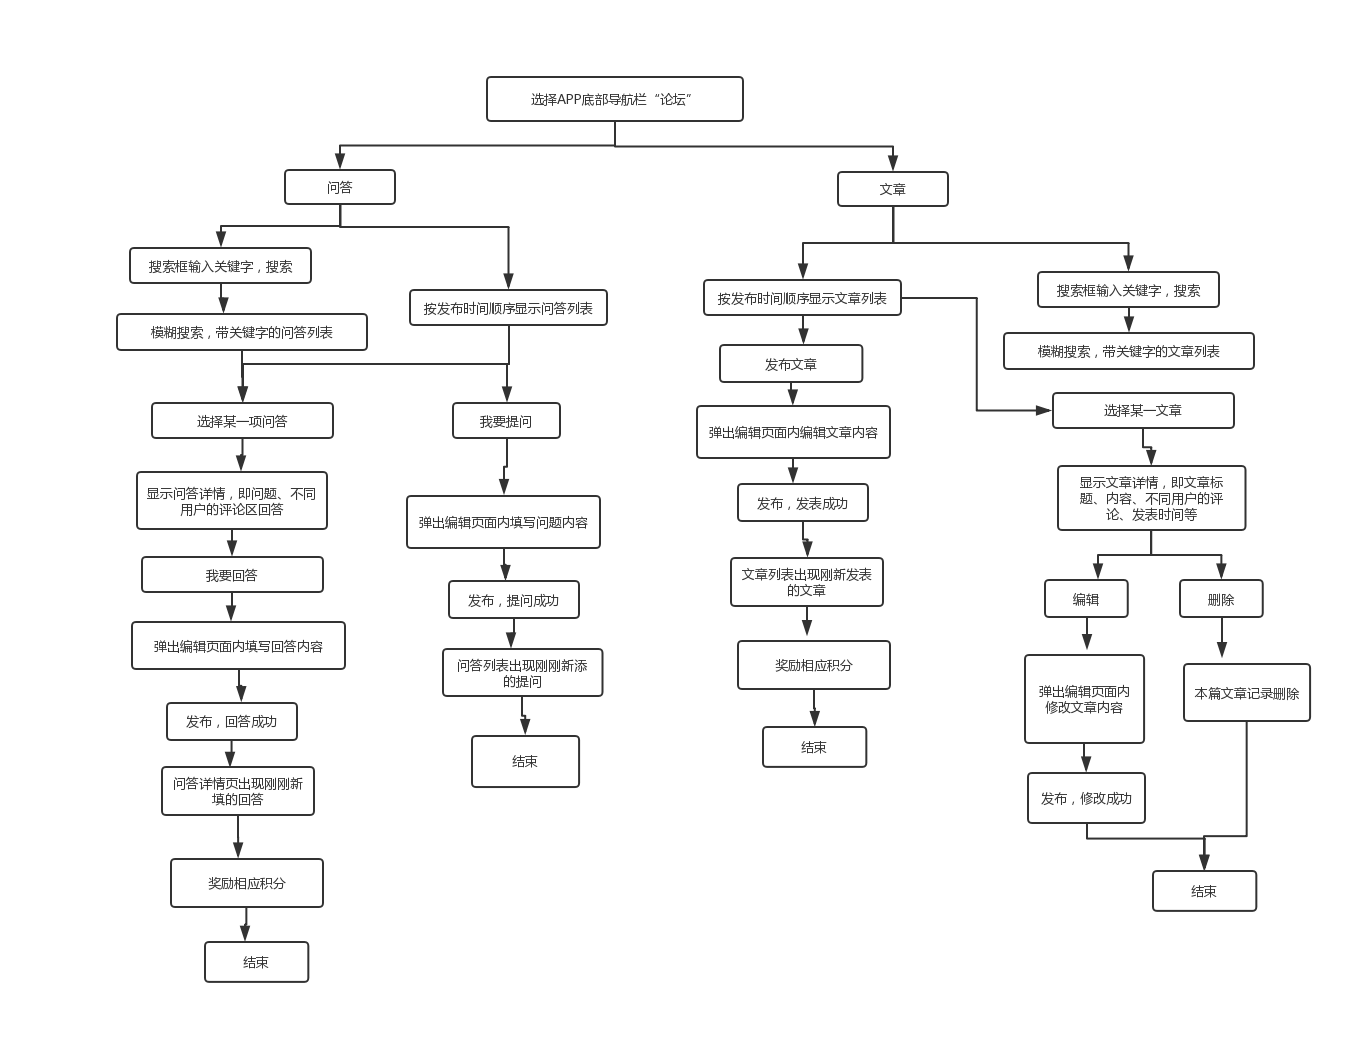 选择APP底部导航栏“论坛”
问答
文章
搜索框输入关键字，搜索
模糊搜索，带关键字的问答列表
按发布时间顺序显示问答列表
选择某一项问答
显示问答详情，即问题、不同
用户的评论区回答
我要回答
弹出编辑页面内填写回答内容
发布，回答成功
问答详情页出现刚刚新
填的回答
奖励相应积分
结束
我要提问
弹出编辑页面内填写问题内容
发布，提问成功
问答列表出现刚刚新添
的提问
结束
按发布时间顺序显示文章列表
发布文章
弹出编辑页面内编辑文章内容
发布，发表成功
文章列表出现刚新发表
的文章
奖励相应积分
结束
搜索框输入关键字，搜索
模糊搜索，带关键字的文章列表
选择某一文章
显示文章详情，即文章标
题、内容、不同用户的评
论、发表时间等
编辑
删除
弹出编辑页面内
修改文章内容
本篇文章记录删除
发布，修改成功
结束